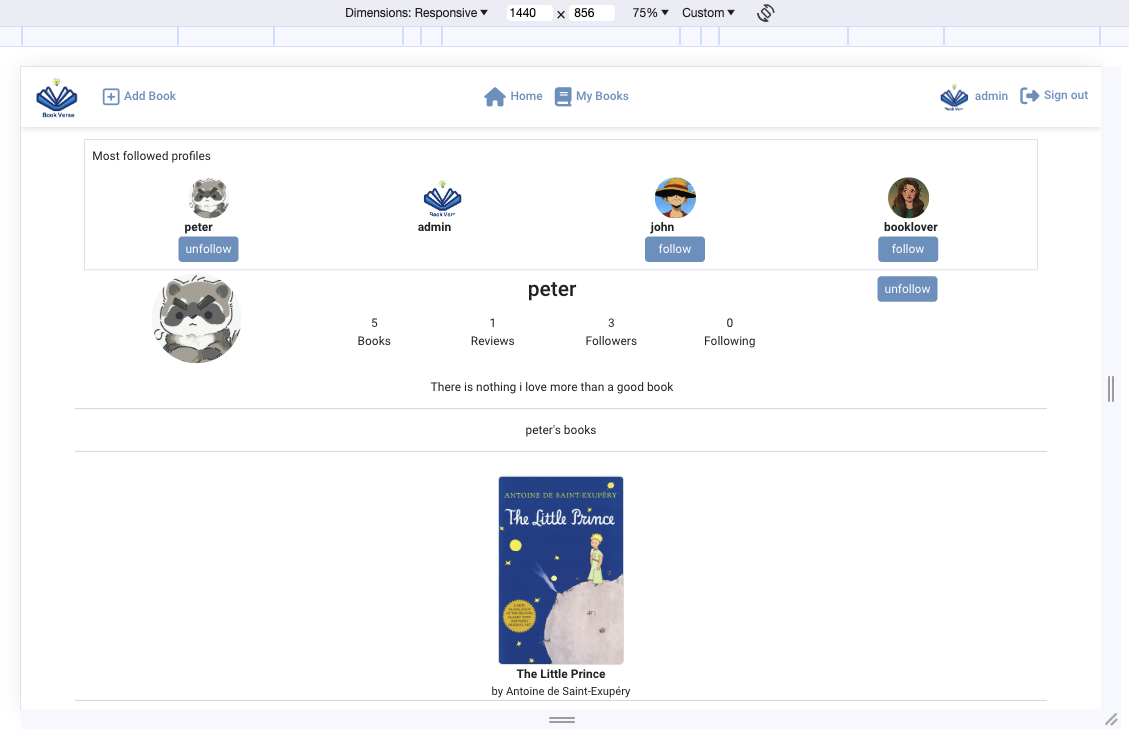 Dimensions: Responsive ▼ 1440 × 856 75% ▼ Custom ▼
Book Verse
Add Book
Home
My Books
admin
Sign out
Most followed profiles
peter
admin
john
booklover
unfollow
follow
follow
peter
unfollow
5
1
3
0
Books
Reviews
Followers
Following
There is nothing i love more than a good book
peter's books
ANTOINE DE SAINT-EXUPÉRY
The Little Prince
The Little Prince
by Antoine de Saint-Exupéry